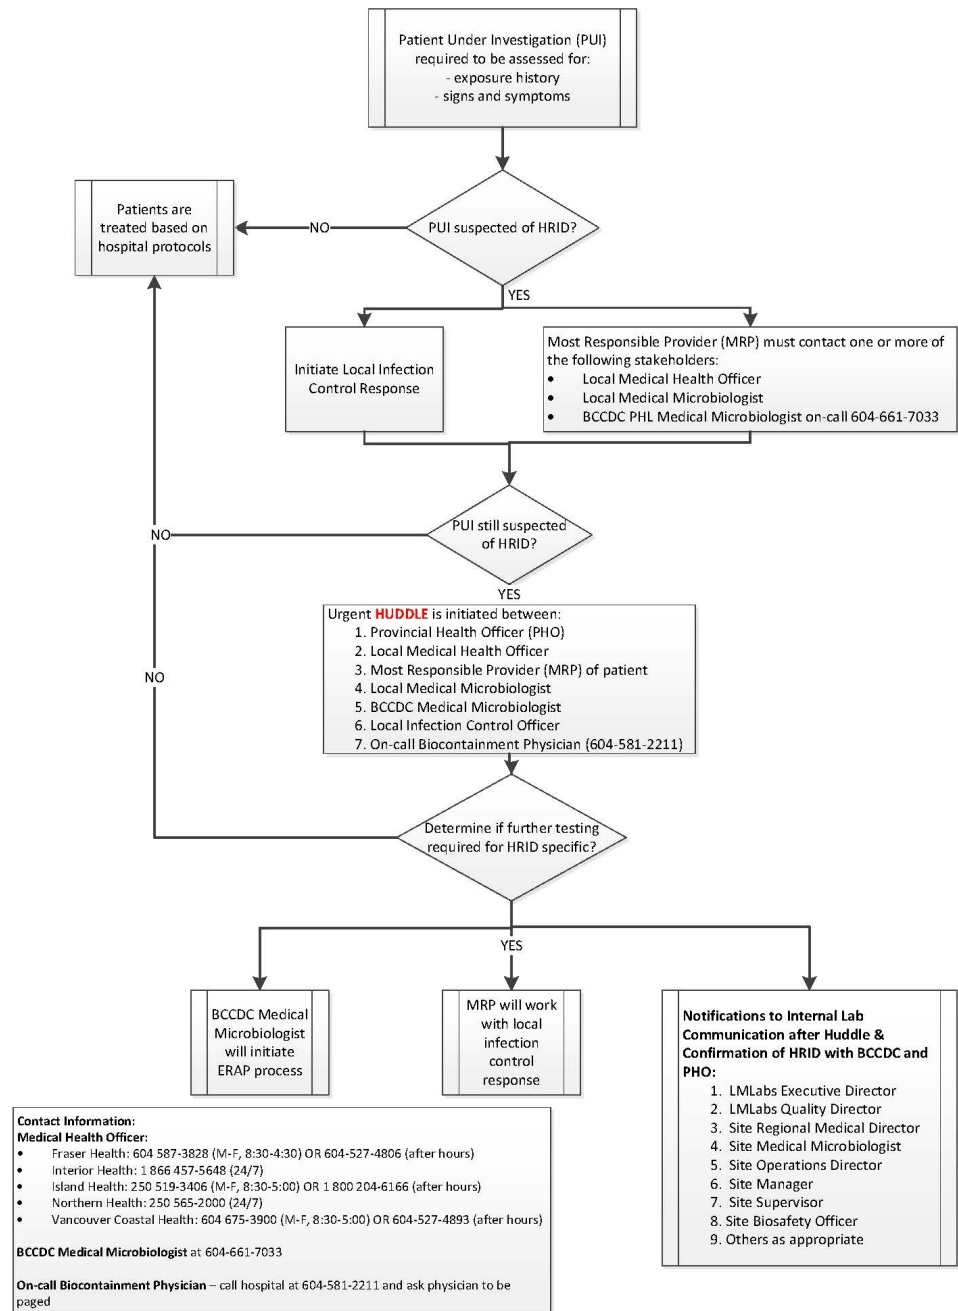 Patient Under Investigation (PUI)
required to be assessed for:
- exposure history
- signs and symptoms
PUI suspected of HRID?
NO
Patients are
treated based on
hospital protocols
YES
Initiate Local Infection
Control Response
Most Responsible Provider (MRP) must contact one or more of
the following stakeholders:
• Local Medical Health Officer
• Local Medical Microbiologist
• BCCDC PHL Medical Microbiologist on-call 604-661-7033
PUI still suspected
of HRID?
NO
YES
Urgent HUDDLE is initiated between:
1. Provincial Health Officer (PHO)
2. Local Medical Health Officer
3. Most Responsible Provider (MRP) of patient
4. Local Medical Microbiologist
5. BCCDC Medical Microbiologist
6. Local Infection Control Officer
7. On-call Biocontainment Physician (604-581-2211)
NO
Determine if further testing
required for HRID specific?
YES
BCCDC Medical
Microbiologist
will initiate
ERAP process
MRP will work
with local
infection
control
response
Notifications to Internal Lab
Communication after Huddle &
Confirmation of HRID with BCCDC and
PHO:
1. LMLabs Executive Director
2. LMLabs Quality Director
3. Site Regional Medical Director
4. Site Medical Microbiologist
5. Site Operations Director
6. Site Manager
7. Site Supervisor
8. Site Biosafety Officer
9. Others as appropriate
Contact Information:
Medical Health Officer:
• Fraser Health: 604 587-3828 (M-F, 8:30-4:30) OR 604-527-4806 (after hours)
• Interior Health: 1 866 457-5648 (24/7)
• Island Health: 250 519-3406 (M-F, 8:30-5:00) OR 1 800 204-6166 (after hours)
• Northern Health: 250 565-2000 (24/7)
• Vancouver Coastal Health: 604 675-3900 (M-F, 8:30-5:00) OR 604-527-4893 (after hours)
BCCDC Medical Microbiologist at 604-661-7033
On-call Biocontainment Physician – call hospital at 604-581-2211 and ask physician to be
paged